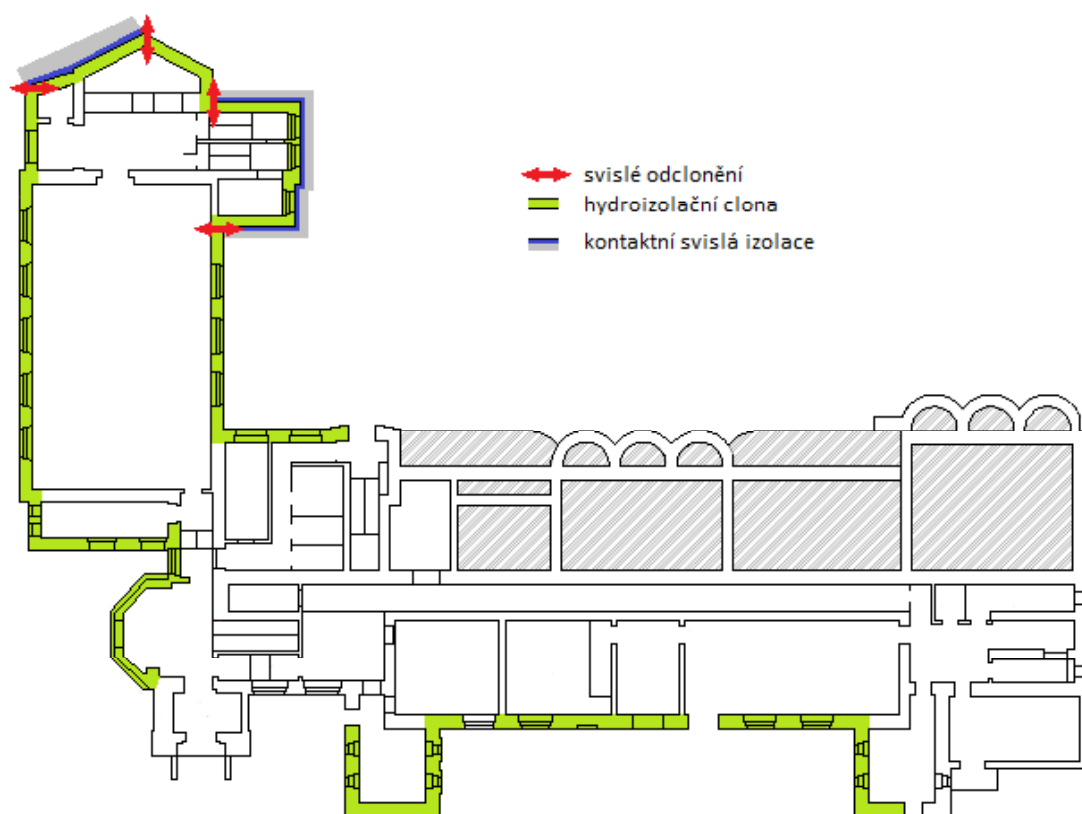 svislé odclonění
hydroizolační clona
kontaktní svislá izolace